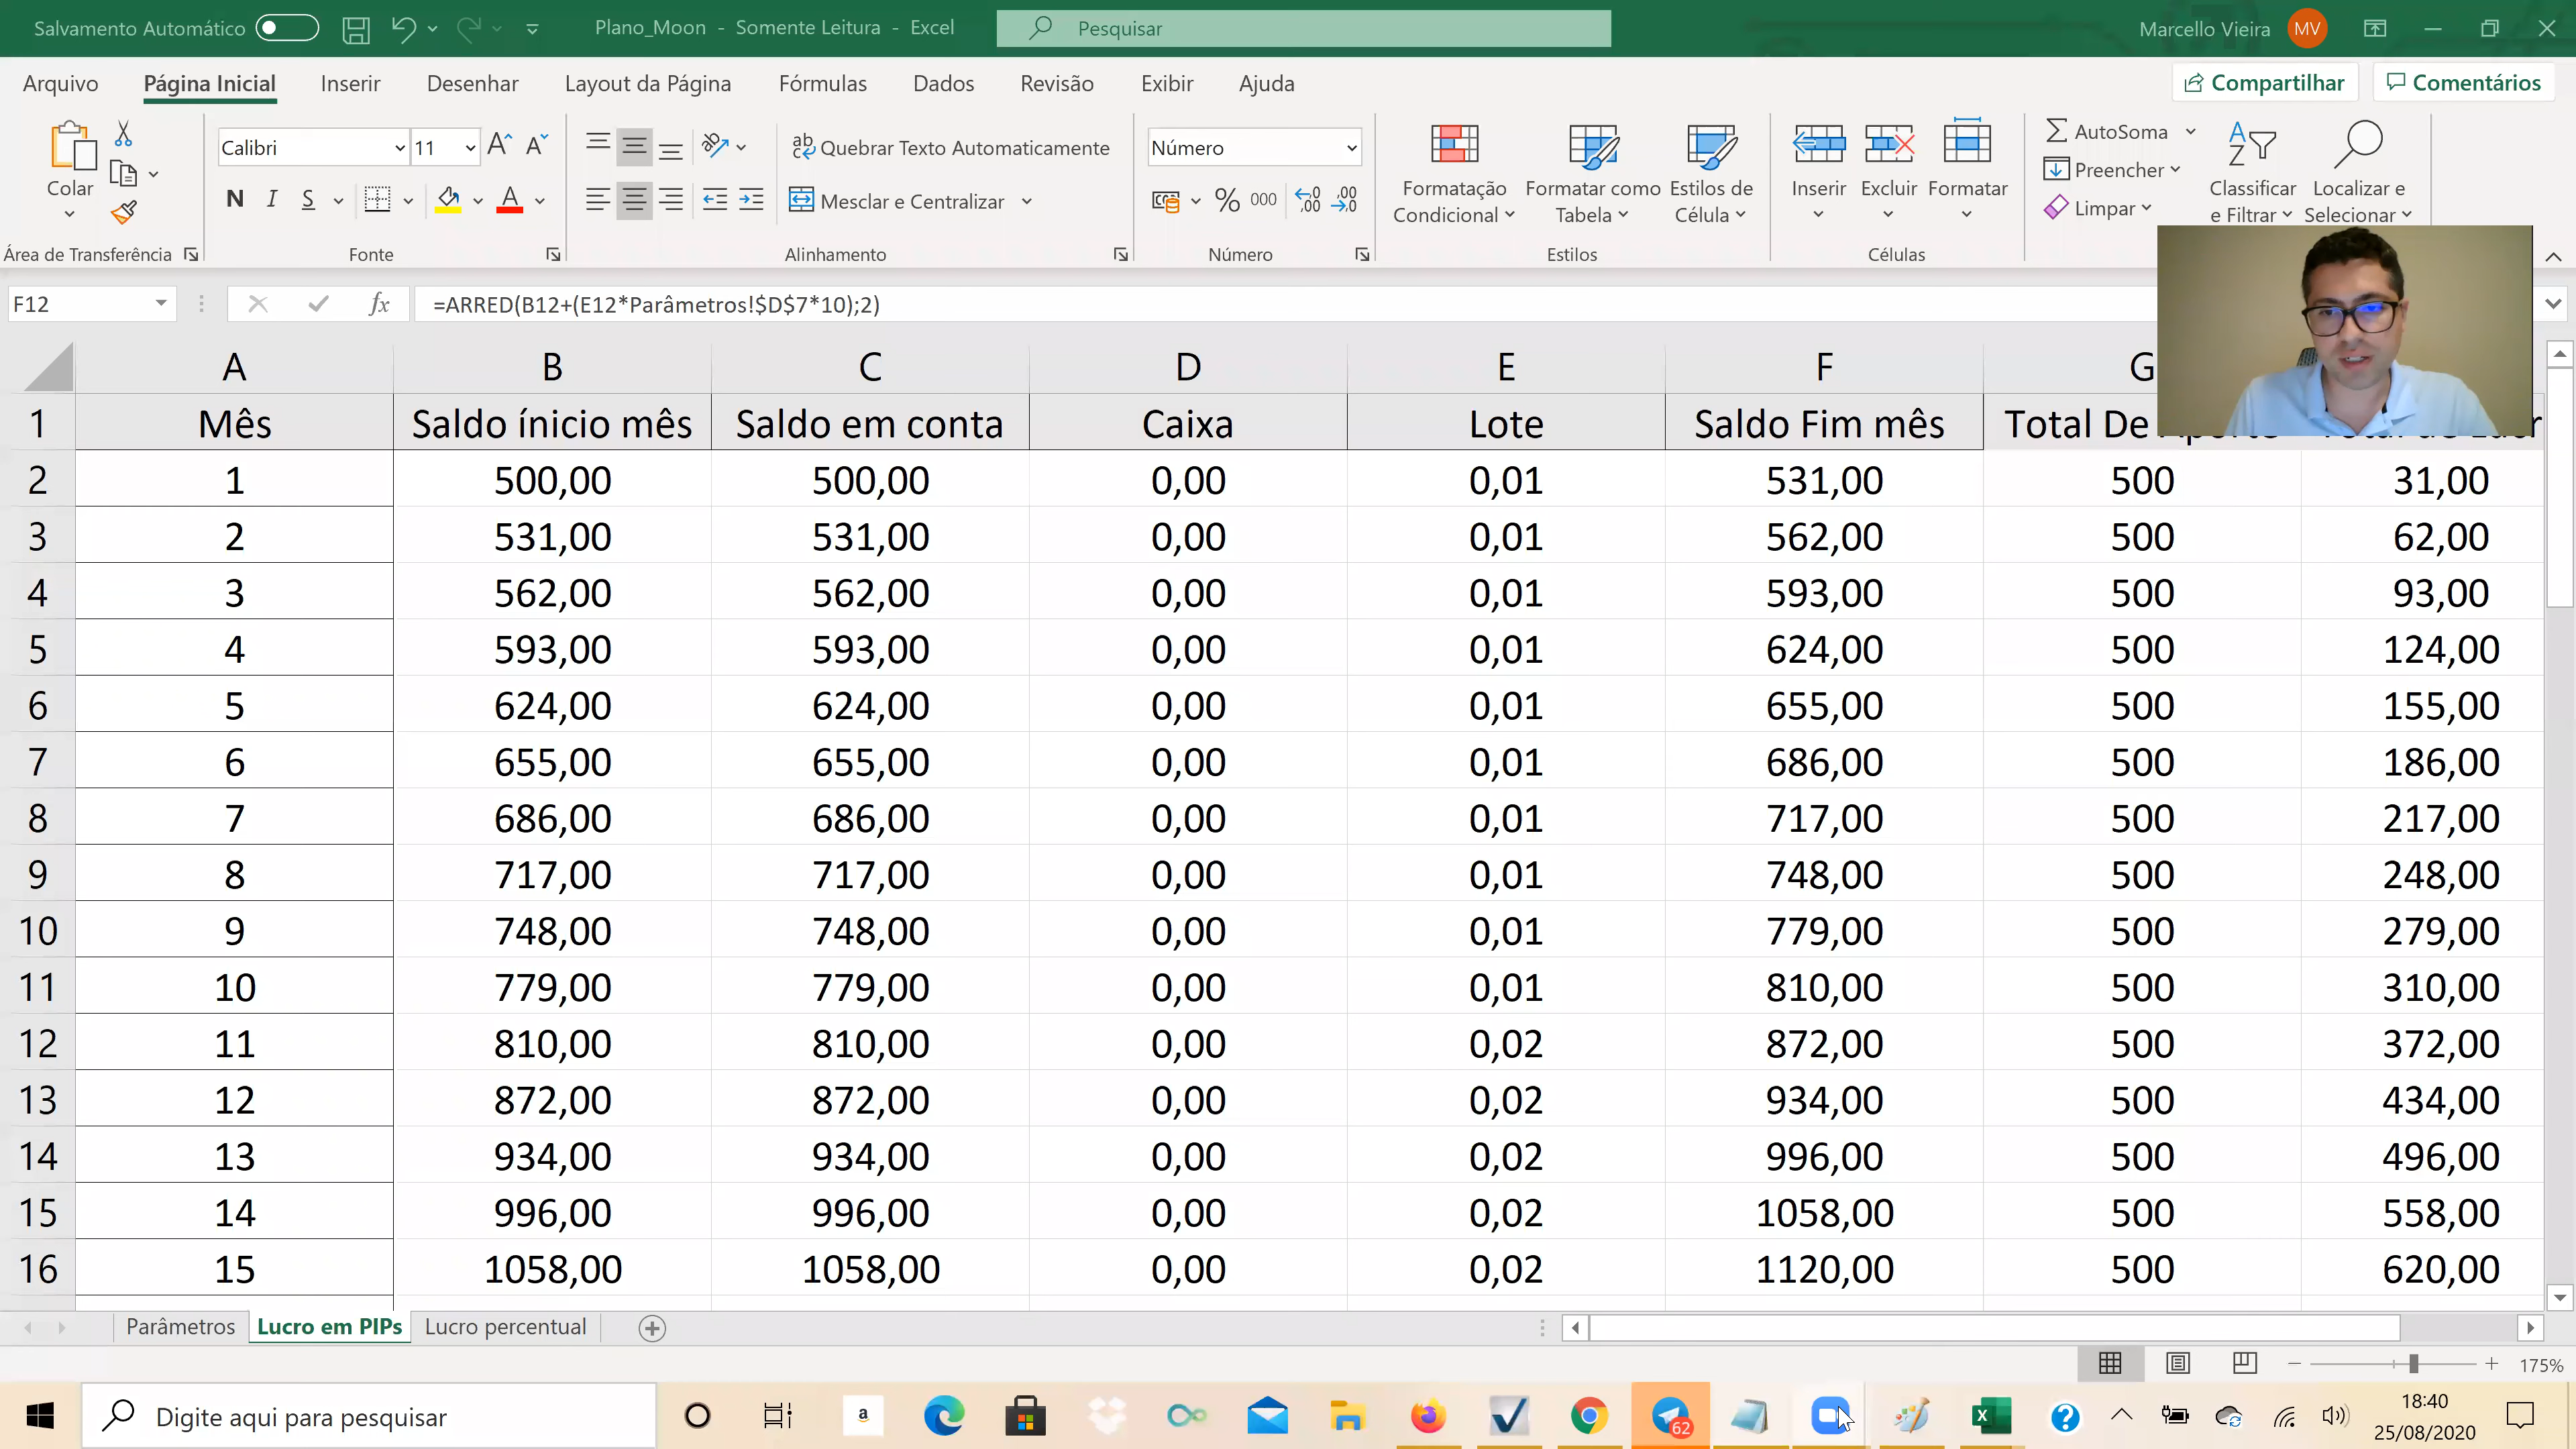 Salvamento Automático
Plano_Moon - Somente Leitura - Excel
Pesquisar
Marcello Vieira MV
Arquivo Página Inicial Inserir Desenhar Layout da Página Fórmulas Dados Revisão Exibir Ajuda
Compartilhar Comentários
Colar
Calibri 11
N I S
Quebrar Texto Automaticamente
Mesclar e Centralizar
Número
% 000
Formatação Condicional
Formatar como Tabela
Estilos de Célula
Inserir Excluir Formatar
AutoSoma
Preencher
Limpar
Classificar e Filtrar
Localizar e Selecionar
Área de Transferência Fonte Alinhamento Número Estilos Células
F12 fx =ARRED(B12+(E12*Parâmetros!$D$7*10);2)
A B C D E F G
1 Mês Saldo ínicio mês Saldo em conta Caixa Lote Saldo Fim mês Total De
2 1 500,00 500,00 0,00 0,01 531,00 500 31,00
3 2 531,00 531,00 0,00 0,01 562,00 500 62,00
4 3 562,00 562,00 0,00 0,01 593,00 500 93,00
5 4 593,00 593,00 0,00 0,01 624,00 500 124,00
6 5 624,00 624,00 0,00 0,01 655,00 500 155,00
7 6 655,00 655,00 0,00 0,01 686,00 500 186,00
8 7 686,00 686,00 0,00 0,01 717,00 500 217,00
9 8 717,00 717,00 0,00 0,01 748,00 500 248,00
10 9 748,00 748,00 0,00 0,01 779,00 500 279,00
11 10 779,00 779,00 0,00 0,01 810,00 500 310,00
12 11 810,00 810,00 0,00 0,02 872,00 500 372,00
13 12 872,00 872,00 0,00 0,02 934,00 500 434,00
14 13 934,00 934,00 0,00 0,02 996,00 500 496,00
15 14 996,00 996,00 0,00 0,02 1058,00 500 558,00
16 15 1058,00 1058,00 0,00 0,02 1120,00 500 620,00
Parâmetros Lucro em PIPs Lucro percentual
175%
Digite aqui para pesquisar
62
18:40
25/08/2020